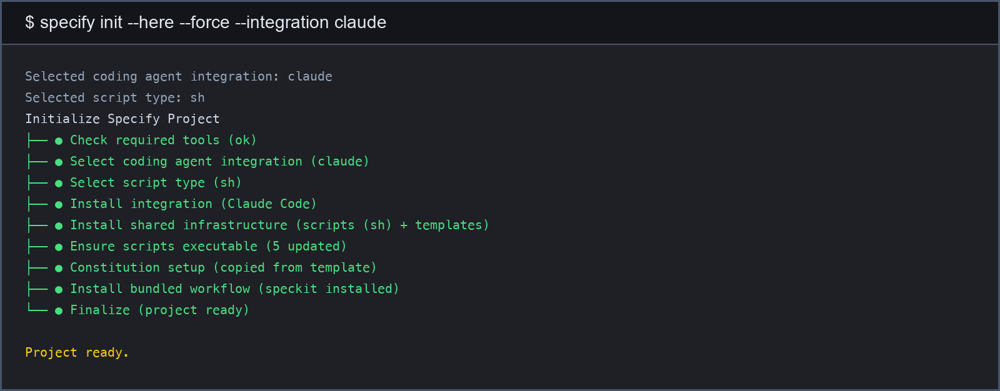 $ specify init --here --force --integration claude
Selected coding agent integration: claude
Selected script type: sh
Initialize Specify Project
├── ● Check required tools (ok)
├── ● Select coding agent integration (claude)
├── ● Select script type (sh)
├── ● Install integration (Claude Code)
├── ● Install shared infrastructure (scripts (sh) + templates)
├── ● Ensure scripts executable (5 updated)
├── ● Constitution setup (copied from template)
├── ● Install bundled workflow (speckit installed)
└── ● Finalize (project ready)
Project ready.